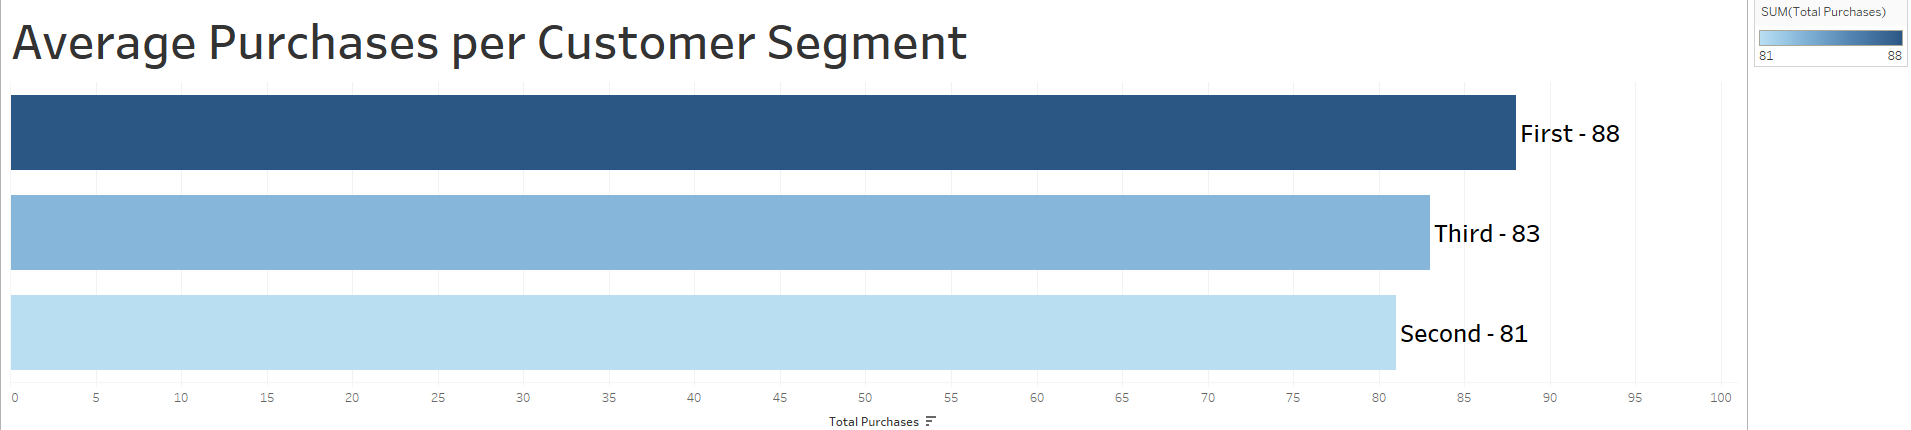 Average Purchases per Customer Segment
SUM(Total Purchases)
81 88
First - 88
Third - 83
Second - 81
0 5 10 15 20 25 30 35 40 45 50 55 60 65 70 75 80 85 90 95 100
Total Purchases